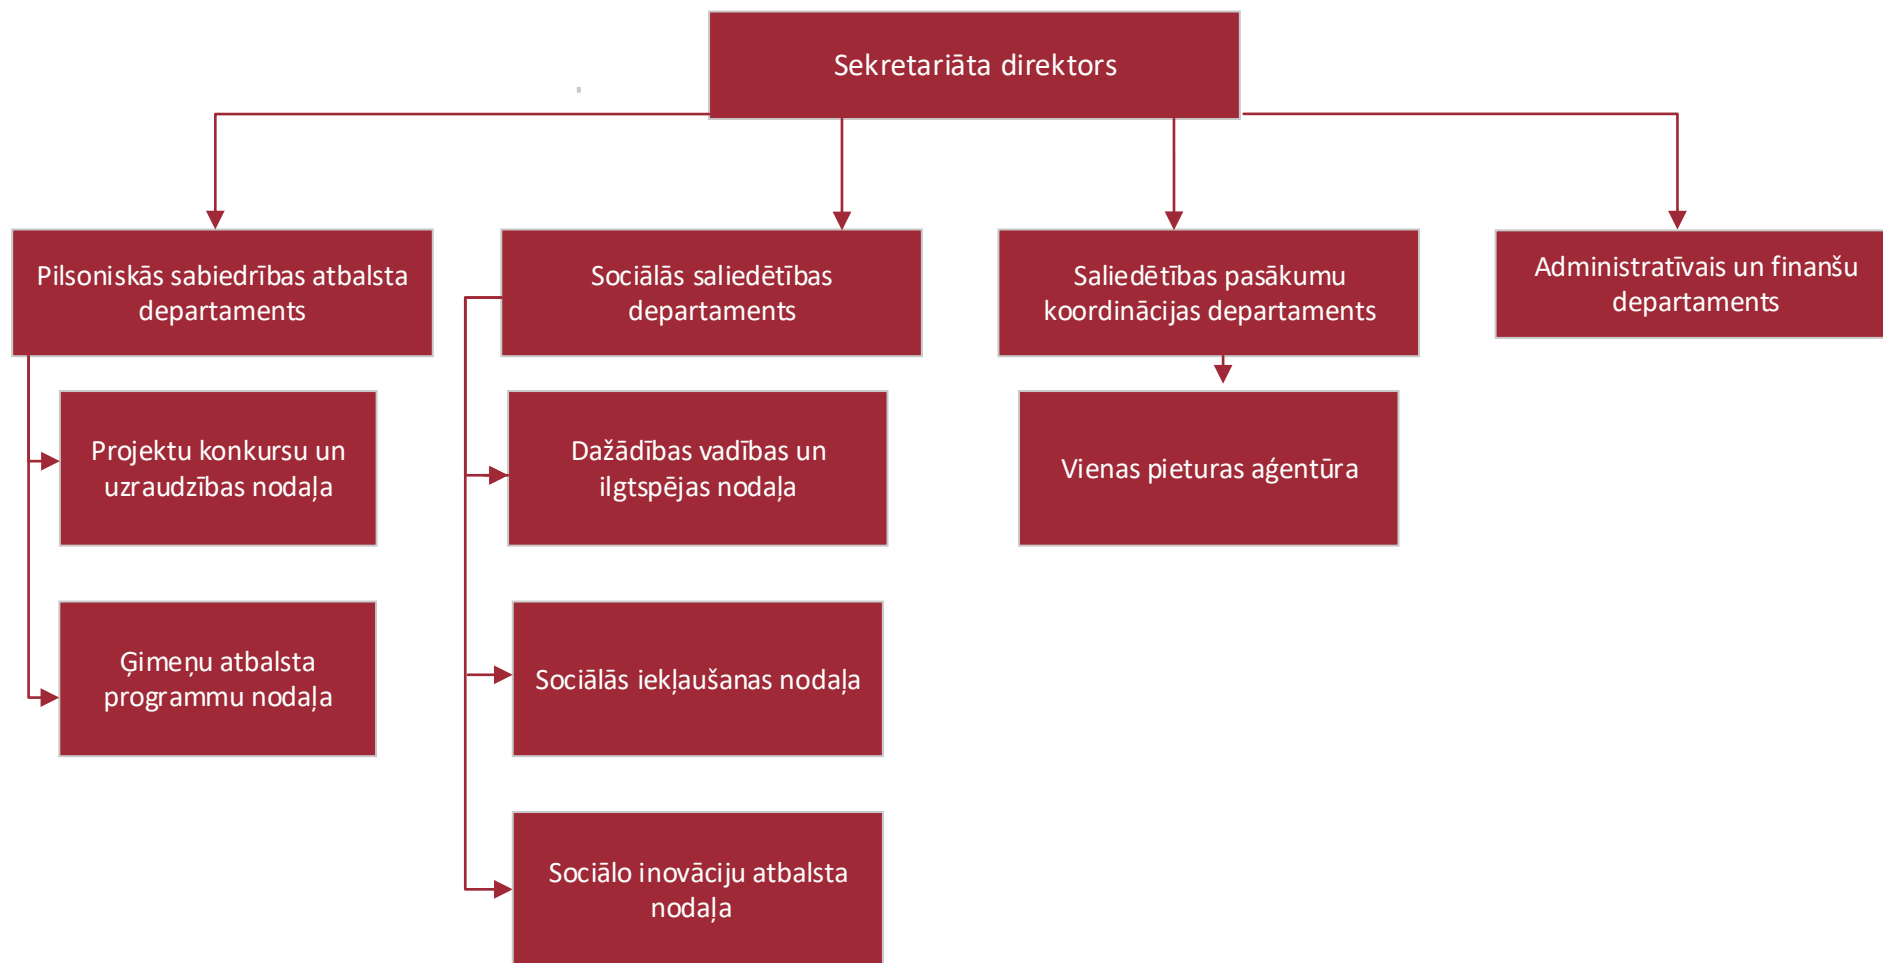 Sekretariāta direktors
Pilsoniskās sabiedrības atbalsta
departaments
Sociālās saliedētības
departaments
Saliedētības pasākumu
koordinācijas departaments
Administratīvais un finanšu
departaments
Projektu konkursu un
uzraudzības nodaļa
Dažādības vadības un
ilgtspējas nodaļa
Vienas pieturas aģentūra
Ģimeņu atbalsta
programmu nodaļa
Sociālās iekļaušanas nodaļa
Sociālo inovāciju atbalsta
nodaļa